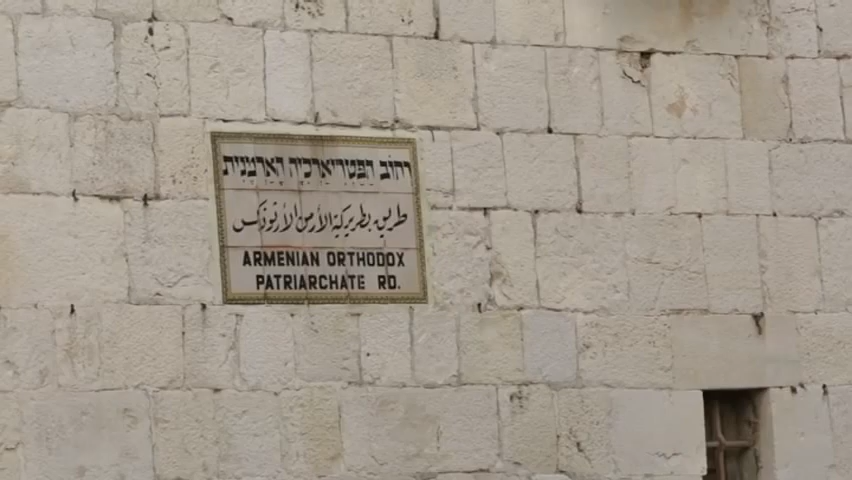 רחוב הפטריארכיה הארמנית
طريق بطريركية الأرمن الأرثوذكس
ARMENIAN ORTHODOX
PATRIARCHATE RD.